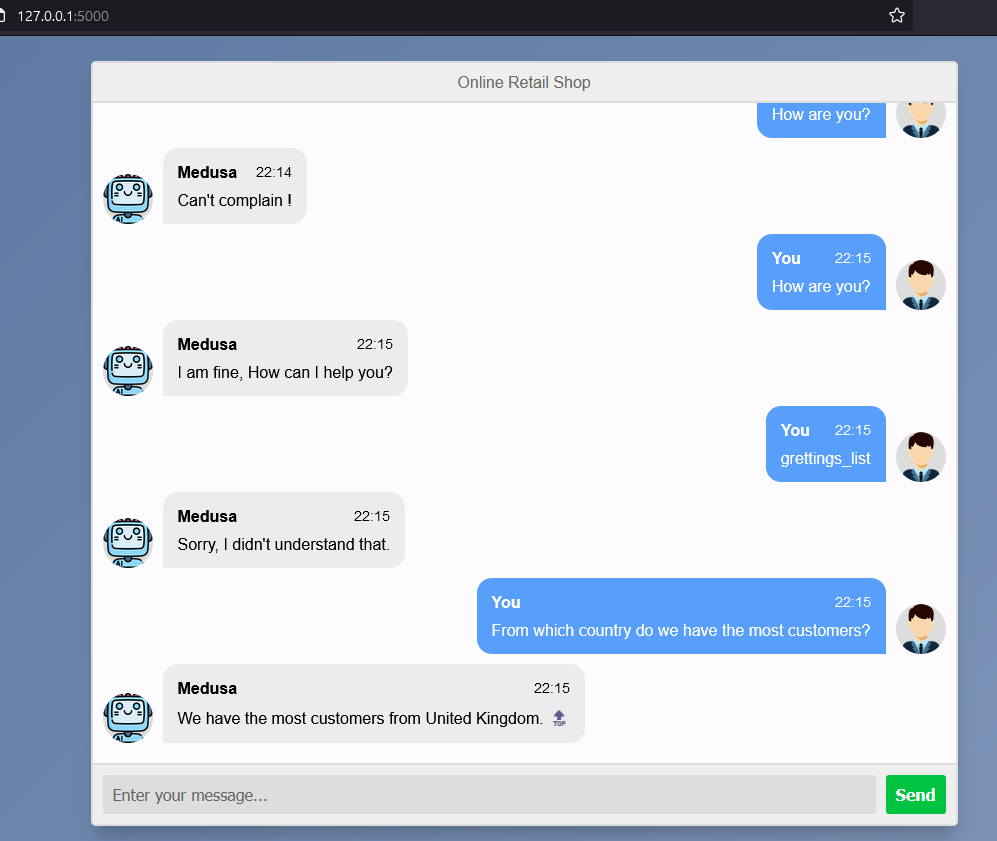 127.0.0.1:5000
Online Retail Shop
How are you?
Medusa 22:14
Can't complain !
You 22:15
How are you?
Medusa 22:15
I am fine, How can I help you?
You 22:15
grettings_list
Medusa 22:15
Sorry, I didn't understand that.
You 22:15
From which country do we have the most customers?
Medusa 22:15
We have the most customers from United Kingdom. TOP
Enter your message...
Send